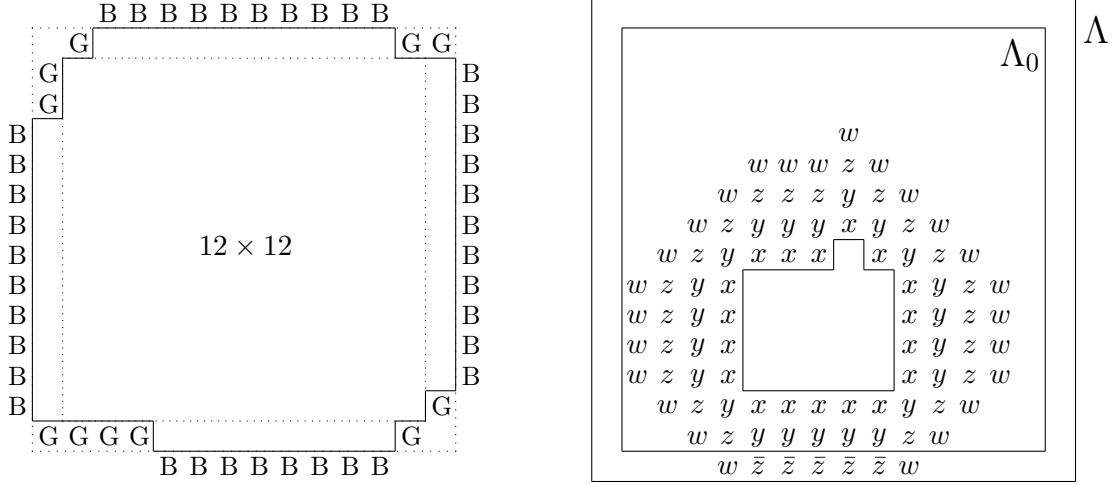 B B B B B B B B B B
G G G
G B
G B
B B
B B
B B
B B
12 × 12
B B
B B
B B
B B
B B
B G
G G G G G
B B B B B B B B
Λ
Λ₀
w
w w w z w
w z z z y z w
w z y y y x y z w
w z y x x x x y z w
w z y x x y z w
w z y x x y z w
w z y x x y z w
w z y x x y z w
w z y x x x x x y z w
w z y y y y y z w
w z̄ z̄ z̄ z̄ z̄ w